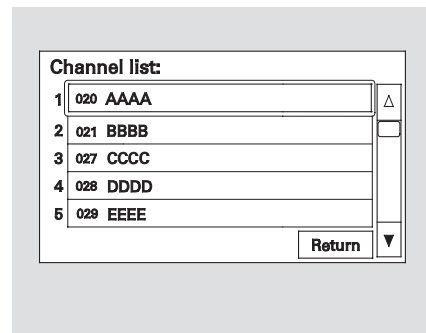 Channel list:
1 020 AAAA
2 021 BBBB
3 027 CCCC
4 028 DDDD
5 029 EEEE
Return